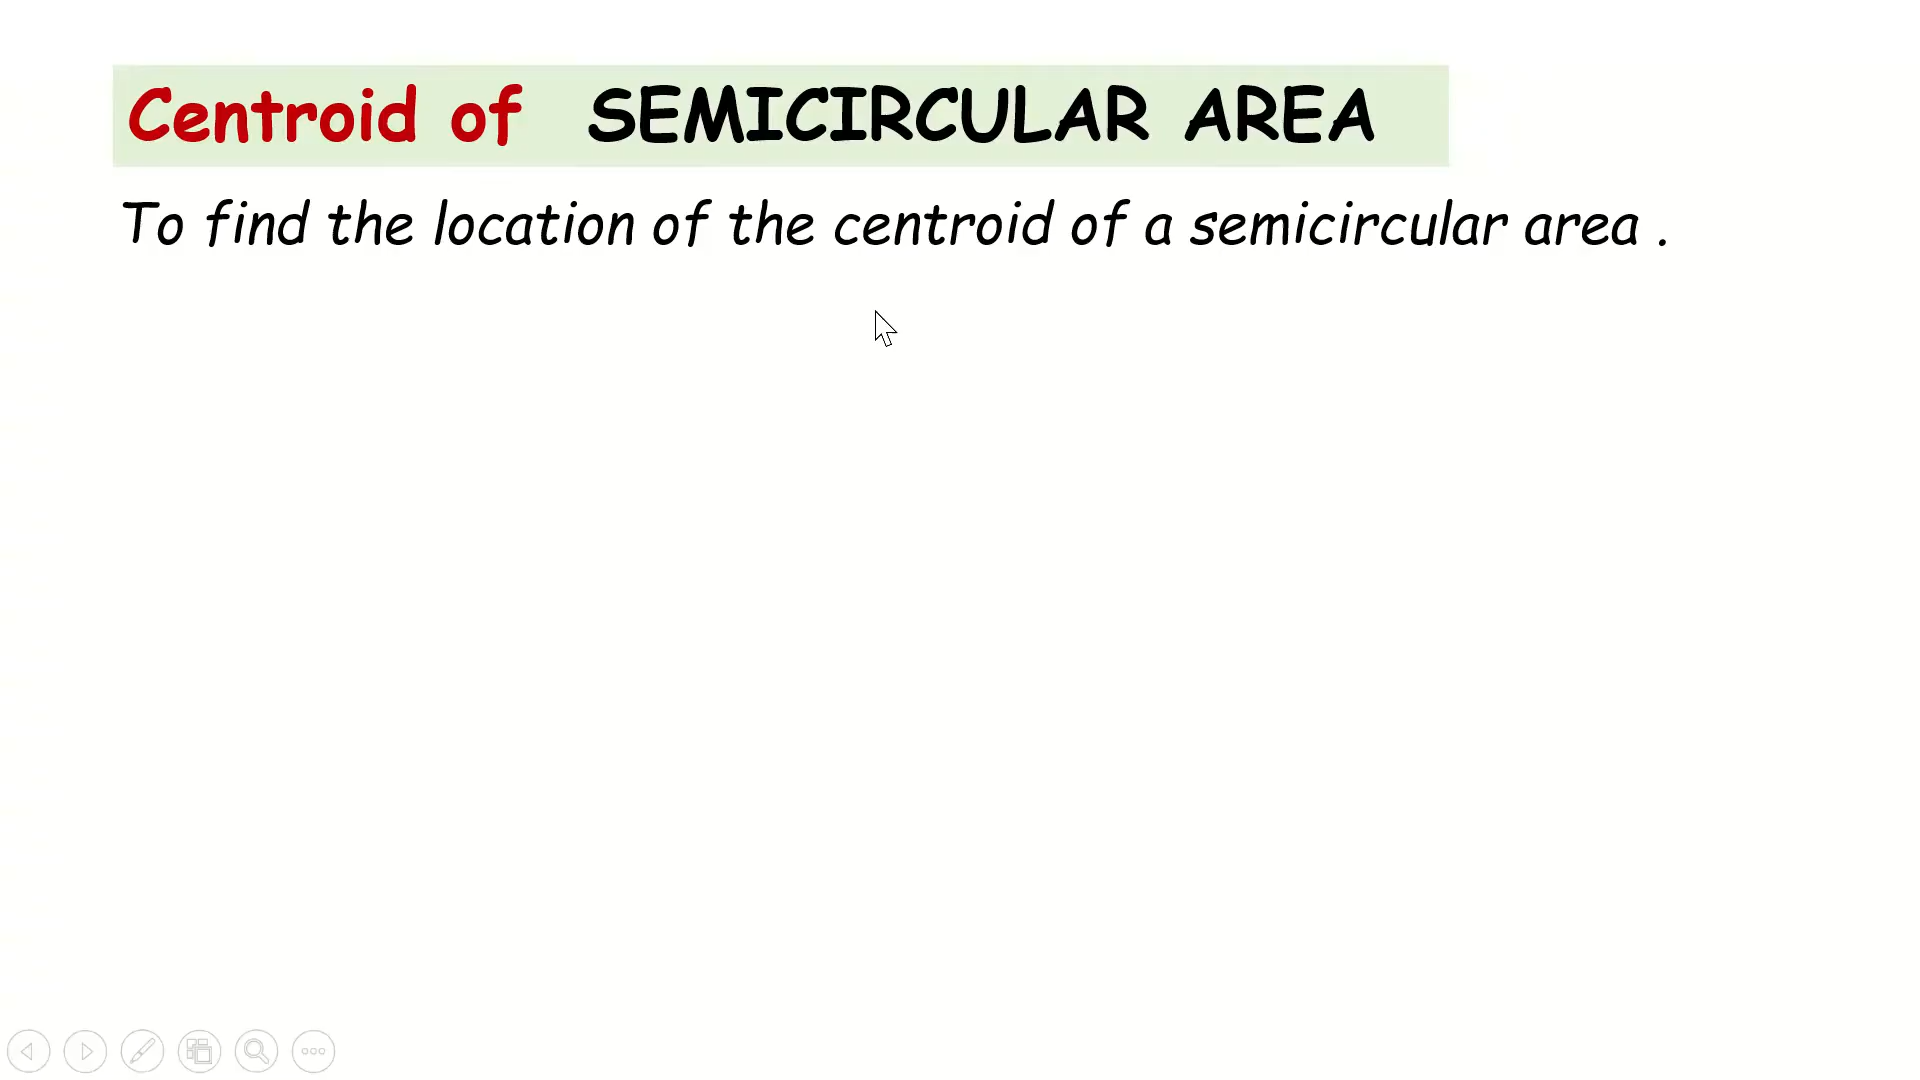 Centroid of SEMICIRCULAR AREA
To find the location of the centroid of a semicircular area .